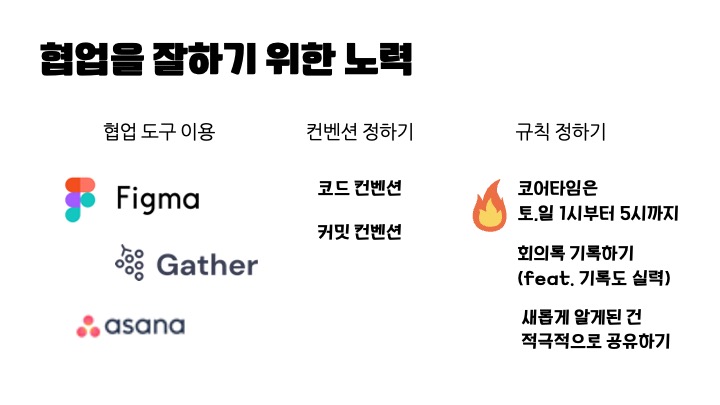 협업을 잘하기 위한 노력
협업 도구 이용
컨벤션 정하기
규칙 정하기
Figma
Gather
asana
코드 컨벤션
커밋 컨벤션
코어타임은
토.일 1시부터 5시까지
회의록 기록하기
(feat. 기록도 실력)
새롭게 알게된 건
적극적으로 공유하기